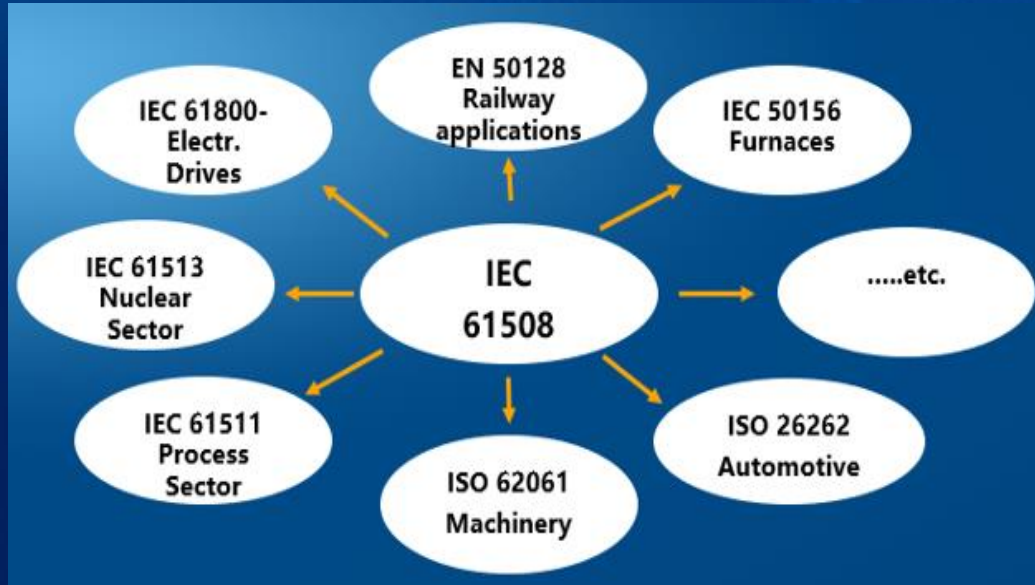 EN 50128
Railway
applications
IEC 61800-
Electr.
Drives
IEC 50156
Furnaces
IEC 61513
Nuclear
Sector
IEC
61508
.....etc.
IEC 61511
Process
Sector
ISO 62061
Machinery
ISO 26262
Automotive